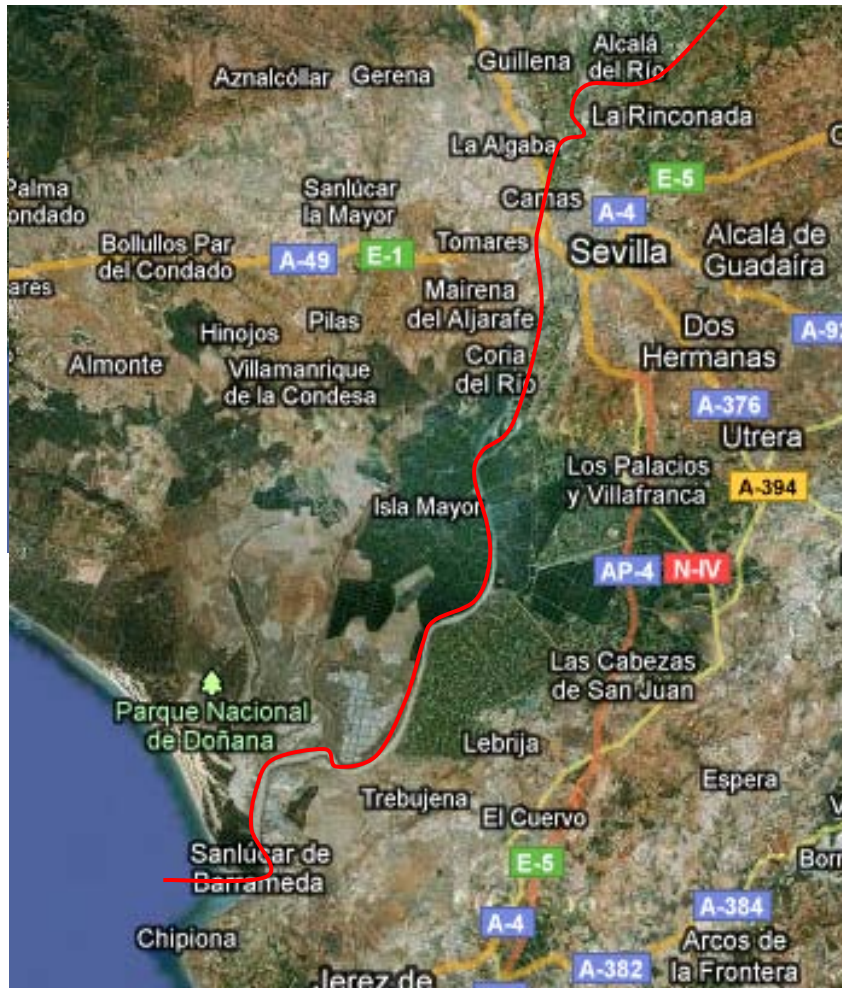 Alcalá
del Río
Guillena
Aznalcóllar
Gerena
La Rinconada
La Algaba
E-5
Palma
ondado
Sanlúcar
la Mayor
Camas
A-4
Bollullos Par
del Condado
A-49
E-1
Tomares
Sevilla
Alcalá de
Guadaíra
ares
Mairena
del Aljarafe
Hinojos
Pilas
Dos
Hermanas
A-92
Almonte
Villamanrique
de la Condesa
Coria
del Río
A-376
Utrera
Los Palacios
y Villafranca
A-394
Isla Mayor
AP-4
N-IV
Las Cabezas
de San Juan
Parque Nacional
de Doñana
Lebrija
Espera
Trebujena
El Cuervo
Sanlúcar de
Barrameda
E-5
Born
A-4
A-384
Chipiona
Arcos de
la Frontera
A-382
Jerez de